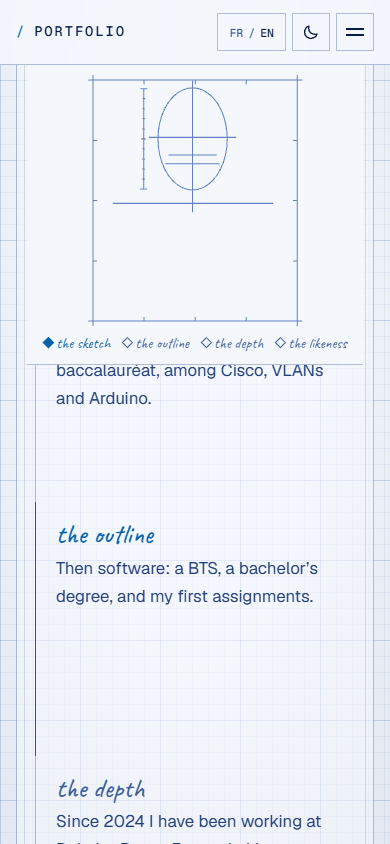 / PORTFOLIO
FR / EN
the sketch the outline the depth the likeness
baccalauréat, among Cisco, VLANs
and Arduino.
the outline
Then software: a BTS, a bachelor's
degree, and my first assignments.
the depth
Since 2024 I have been working at